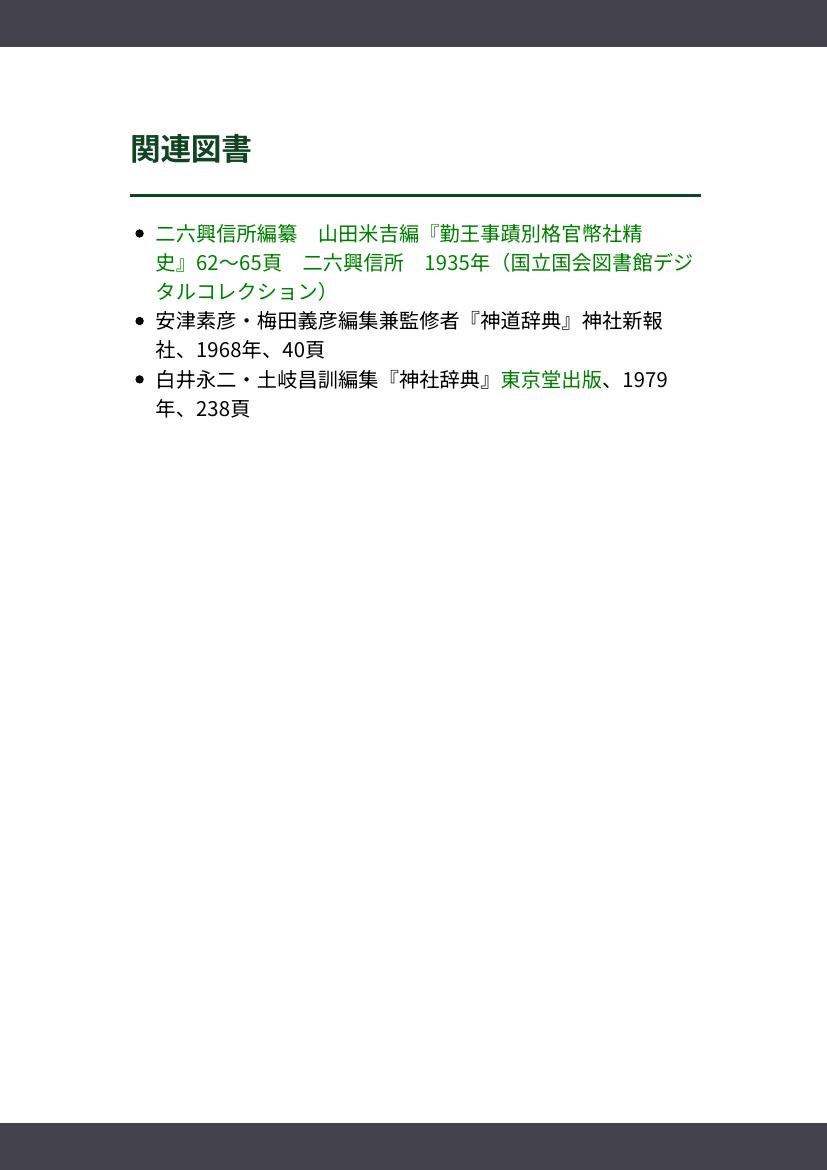 関連図書
二六興信所編纂　山田米吉編『勤王事蹟別格官幣社精
史』62〜65頁　二六興信所　1935年（国立国会図書館デジ
タルコレクション）
安津素彦・梅田義彦編集兼監修者『神道辞典』神社新報
社、1968年、40頁
白井永二・土岐昌訓編集『神社辞典』東京堂出版、1979
年、238頁